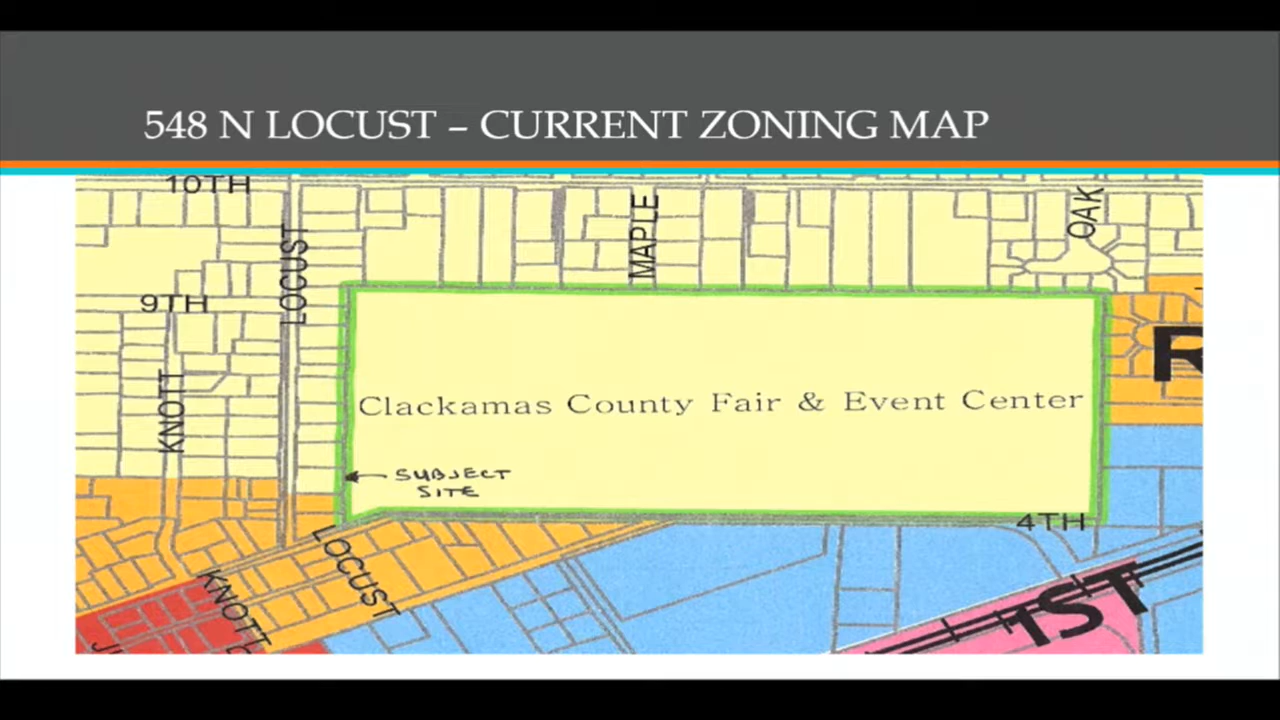 548 N LOCUST – CURRENT ZONING MAP
10TH
LOCUST
MAPLE
OAK
9TH
KNOTT
R
Clackamas County Fair & Event Center
SUBJECT
SITE
4TH
LOCUST
KNOTT
1ST